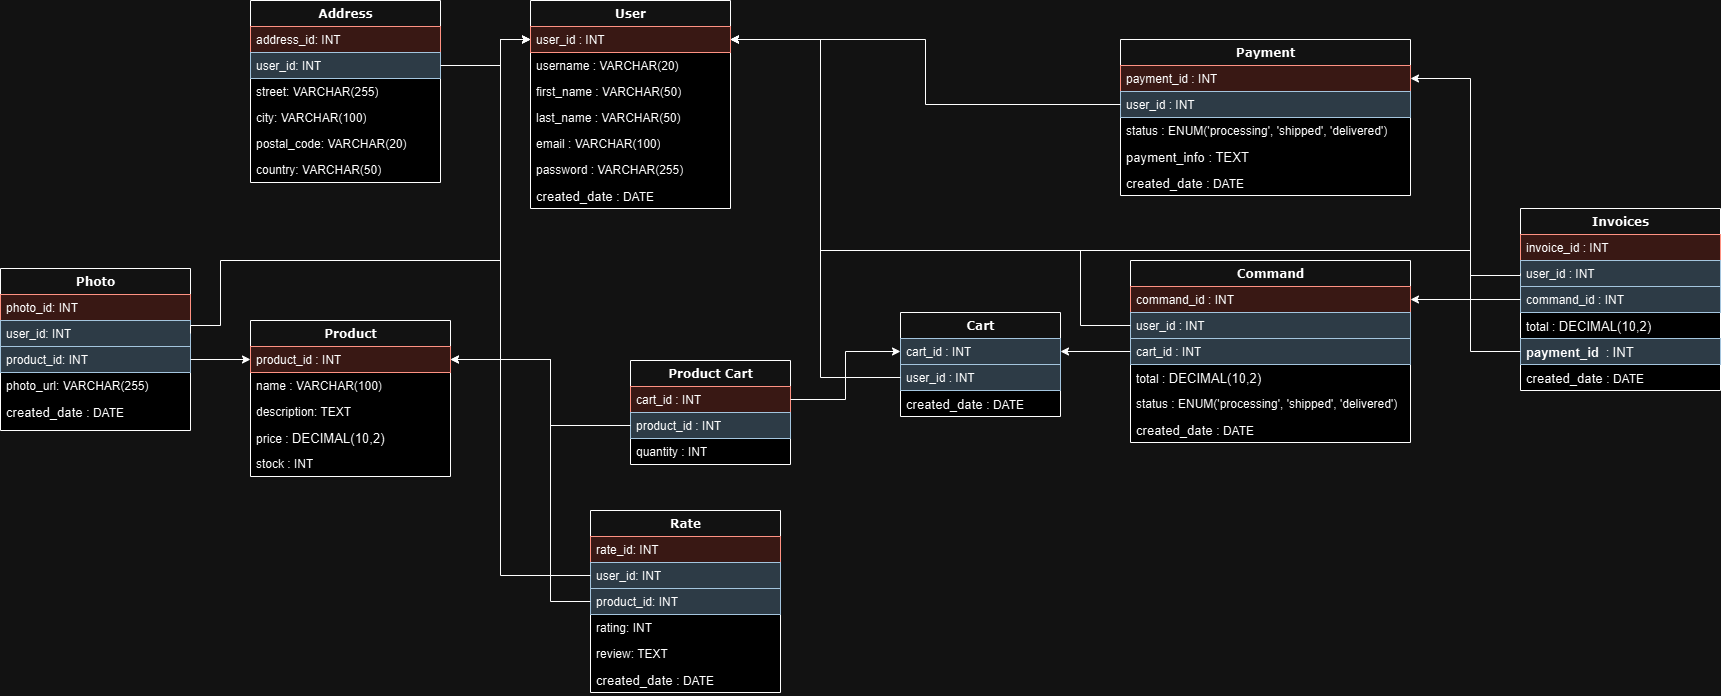 Address
address_id: INT
user_id: INT
street: VARCHAR(255)
city: VARCHAR(100)
postal_code: VARCHAR(20)
country: VARCHAR(50)
User
user_id : INT
username : VARCHAR(20)
first_name : VARCHAR(50)
last_name : VARCHAR(50)
email : VARCHAR(100)
password : VARCHAR(255)
created_date : DATE
Payment
payment_id : INT
user_id : INT
status : ENUM('processing', 'shipped', 'delivered')
payment_info : TEXT
created_date : DATE
Invoices
invoice_id : INT
user_id : INT
command_id : INT
total : DECIMAL(10,2)
payment_id : INT
created_date : DATE
Photo
photo_id: INT
user_id: INT
product_id: INT
photo_url: VARCHAR(255)
created_date : DATE
Product
product_id : INT
name : VARCHAR(100)
description: TEXT
price : DECIMAL(10,2)
stock : INT
Product Cart
cart_id : INT
product_id : INT
quantity : INT
Cart
cart_id : INT
user_id : INT
created_date : DATE
Command
command_id : INT
user_id : INT
cart_id : INT
total : DECIMAL(10,2)
status : ENUM('processing', 'shipped', 'delivered')
created_date : DATE
Rate
rate_id: INT
user_id: INT
product_id: INT
rating: INT
review: TEXT
created_date : DATE